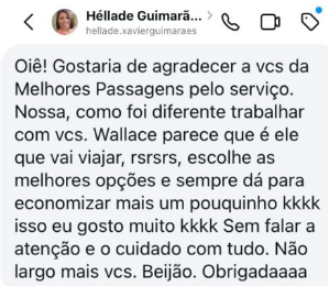 Héllade Guimarã...
hellade.xavierguimaraes
Oiê! Gostaria de agradecer a vcs da
Melhores Passagens pelo serviço.
Nossa, como foi diferente trabalhar
com vcs. Wallace parece que é ele
que vai viajar, rsrsrs, escolhe as
melhores opções e sempre dá para
economizar mais um pouquinho kkkk
isso eu gosto muito kkkk Sem falar a
atenção e o cuidado com tudo. Não
largo mais vcs. Beijão. Obrigadaaaa